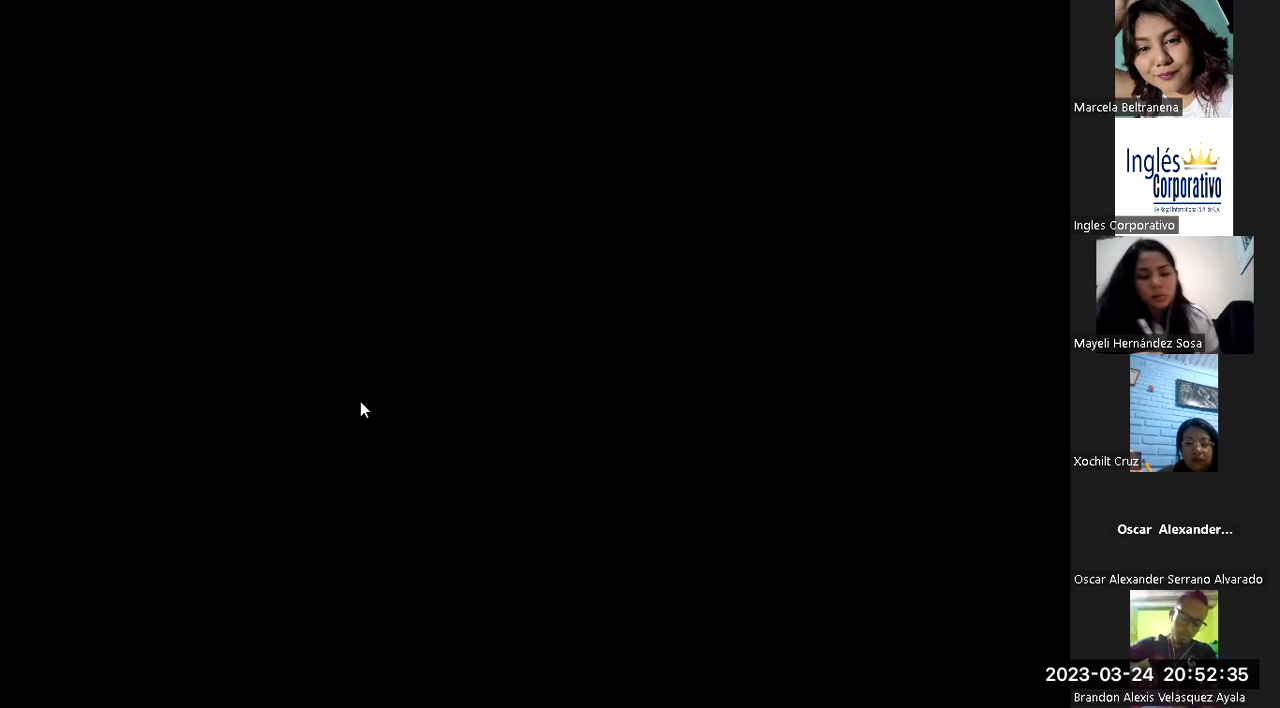 Marcela Beltranena
Inglés
Corporativo
Ingles Corporativo
Mayeli Hernández Sosa
Xochilt Cruz
Oscar Alexander...
Oscar Alexander Serrano Alvarado
2023-03-24 20:52:35
Brandon Alexis Velasquez Ayala